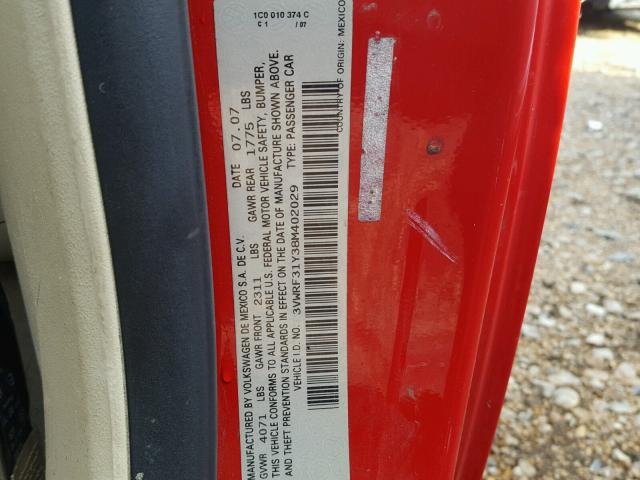 1C0 010 374 C
C 1 / 07
MANUFACTURED BY VOLKSWAGEN DE MEXICO S.A. DE C.V. DATE 07.07
GVWR 4071 LBS GAWR FRONT 2311 LBS GAWR REAR 1775 LBS
THIS VEHICLE CONFORMS TO ALL APPLICABLE U.S. FEDERAL MOTOR VEHICLE SAFETY, BUMPER,
AND THEFT PREVENTION STANDARDS IN EFFECT ON THE DATE OF MANUFACTURE SHOWN ABOVE.
VEHICLE I.D. NO. 3VWRF31Y38M402029 TYPE: PASSENGER CAR
COUNTRY OF ORIGIN: MEXICO